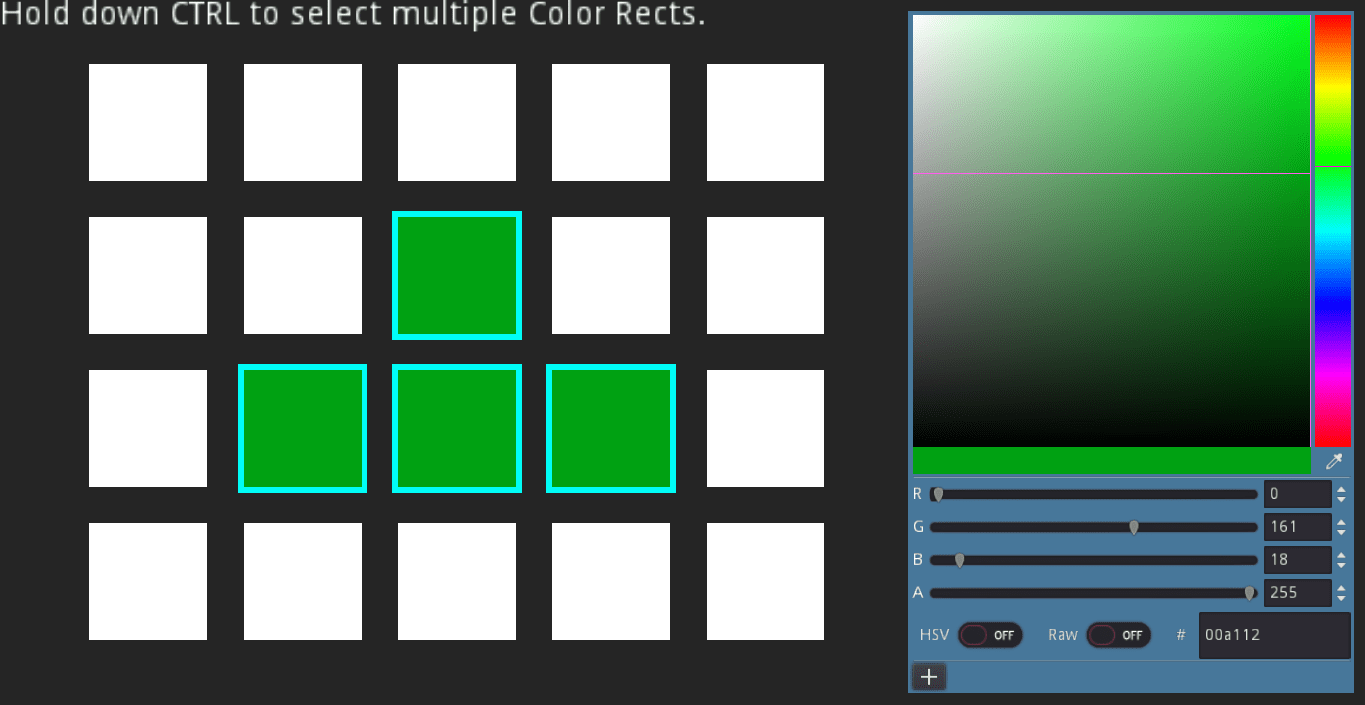 Hold down CTRL to select multiple Color Rects.
R 0
G 161
B 18
A 255
HSV OFF Raw OFF # 00a112
+